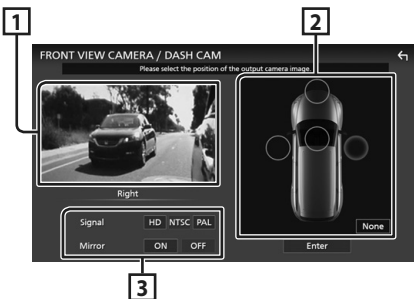 1
2
FRONT VIEW CAMERA / DASH CAM
Please select the position of the output camera image.
Right
Signal HD NTSC PAL
None
Mirror ON OFF
Enter
3